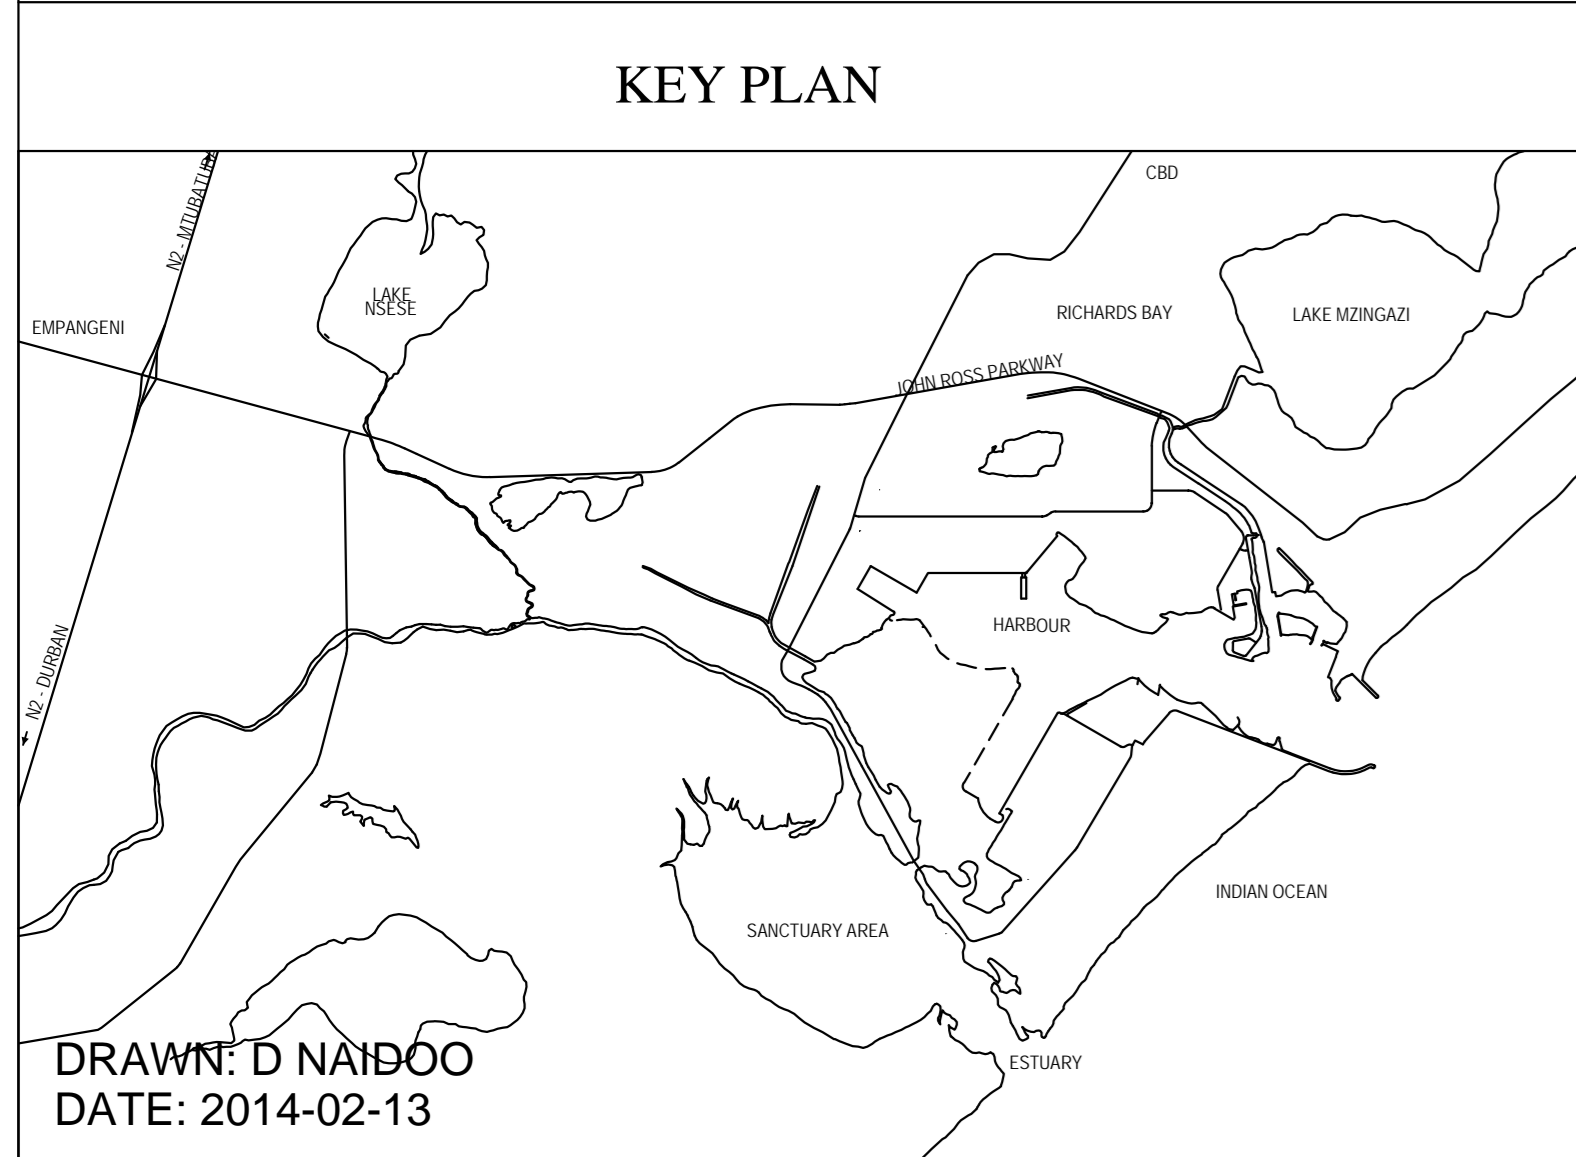 KEY PLAN
CBD
N2 - MTUBATUBA
LAKE
NSESE
EMPANGENI
RICHARDS BAY
LAKE MZINGAZI
JOHN ROSS PARKWAY
HARBOUR
N2 - DURBAN
INDIAN OCEAN
SANCTUARY AREA
ESTUARY
DRAWN: D NAIDOO
DATE: 2014-02-13